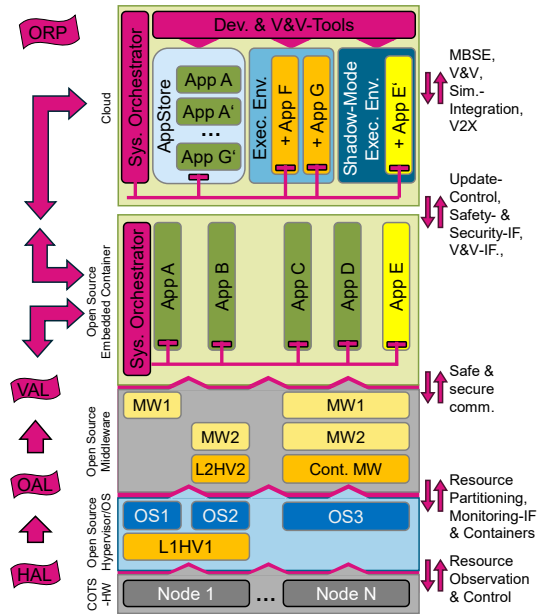 ORP
Dev. & V&V-Tools
Cloud
Sys. Orchestrator
AppStore
App A
App A‘
...
App G‘
Exec. Env.
+ App F
+ App G
Shadow-Mode
Exec. Env.
+ App E‘
MBSE,
V&V,
Sim.-
Integration,
V2X
Update-
Control,
Safety- &
Security-IF,
V&V-IF.,
Open Source
Embedded Container
Sys. Orchestrator
App A
App B
App C
App D
App E
Safe &
secure
comm.
VAL
Open Source
Middleware
MW1
MW1
MW2
MW2
L2HV2
Cont. MW
OAL
Resource
Partitioning,
Monitoring-IF
& Containers
Open Source
Hypervisor/OS
OS1
OS2
OS3
L1HV1
HAL
Resource
Observation
& Control
COTS
-HW
Node 1
...
Node N